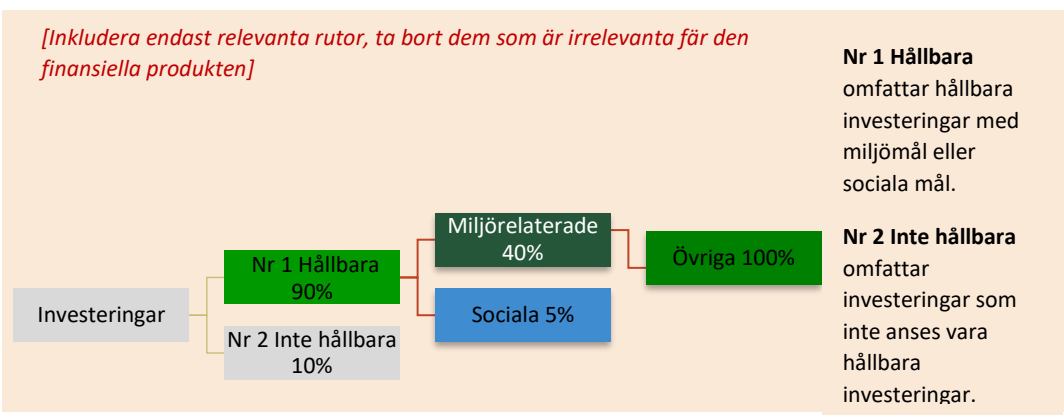 [Inkludera endast relevanta rutor, ta bort dem som är irrelevanta fär den
finansiella produkten]
Investeringar
Nr 1 Hållbara
90%
Nr 2 Inte hållbara
10%
Miljörelaterade
40%
Sociala 5%
Övriga 100%
Nr 1 Hållbara
omfattar hållbara
investeringar med
miljömål eller
sociala mål.
Nr 2 Inte hållbara
omfattar
investeringar som
inte anses vara
hållbara
investeringar.